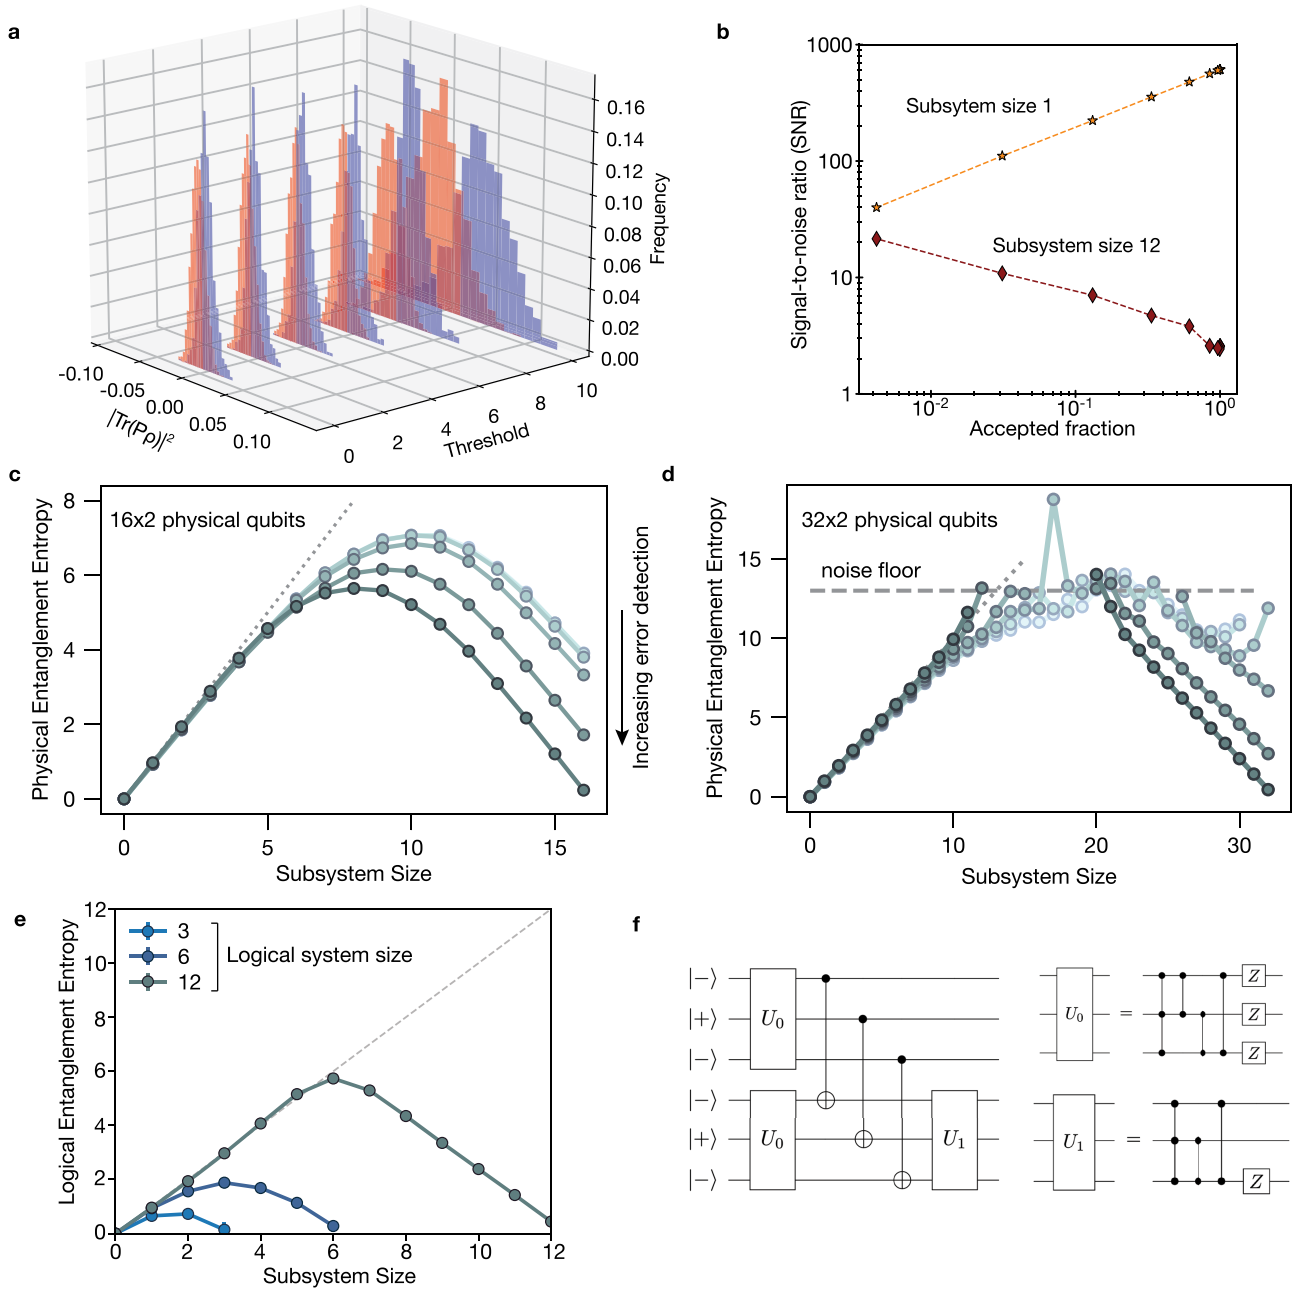 a
0.16
0.14
0.12
0.10
0.08
0.06
0.04
0.02
0.00
Frequency
-0.10
-0.05
0.00
0.05
0.10
|Tr(Pρ)|²
0
2
4
6
8
10
Threshold
b
1000
100
10
1
Signal-to-noise ratio (SNR)
Subsytem size 1
Subsystem size 12
10⁻²
10⁻¹
10⁰
Accepted fraction
c
8
6
4
2
0
Physical Entanglement Entropy
16x2 physical qubits
Increasing error detection
0
5
10
15
Subsystem Size
d
15
10
5
0
Physical Entanglement Entropy
32x2 physical qubits
noise floor
0
10
20
30
Subsystem Size
e
12
10
8
6
4
2
0
Logical Entanglement Entropy
3
6
12
Logical system size
0
2
4
6
8
10
12
Subsystem Size
f
|−⟩
|+⟩
|−⟩
|−⟩
|+⟩
|−⟩
U₀
U₀
U₁
U₀
=
Z
Z
Z
U₁
=
Z